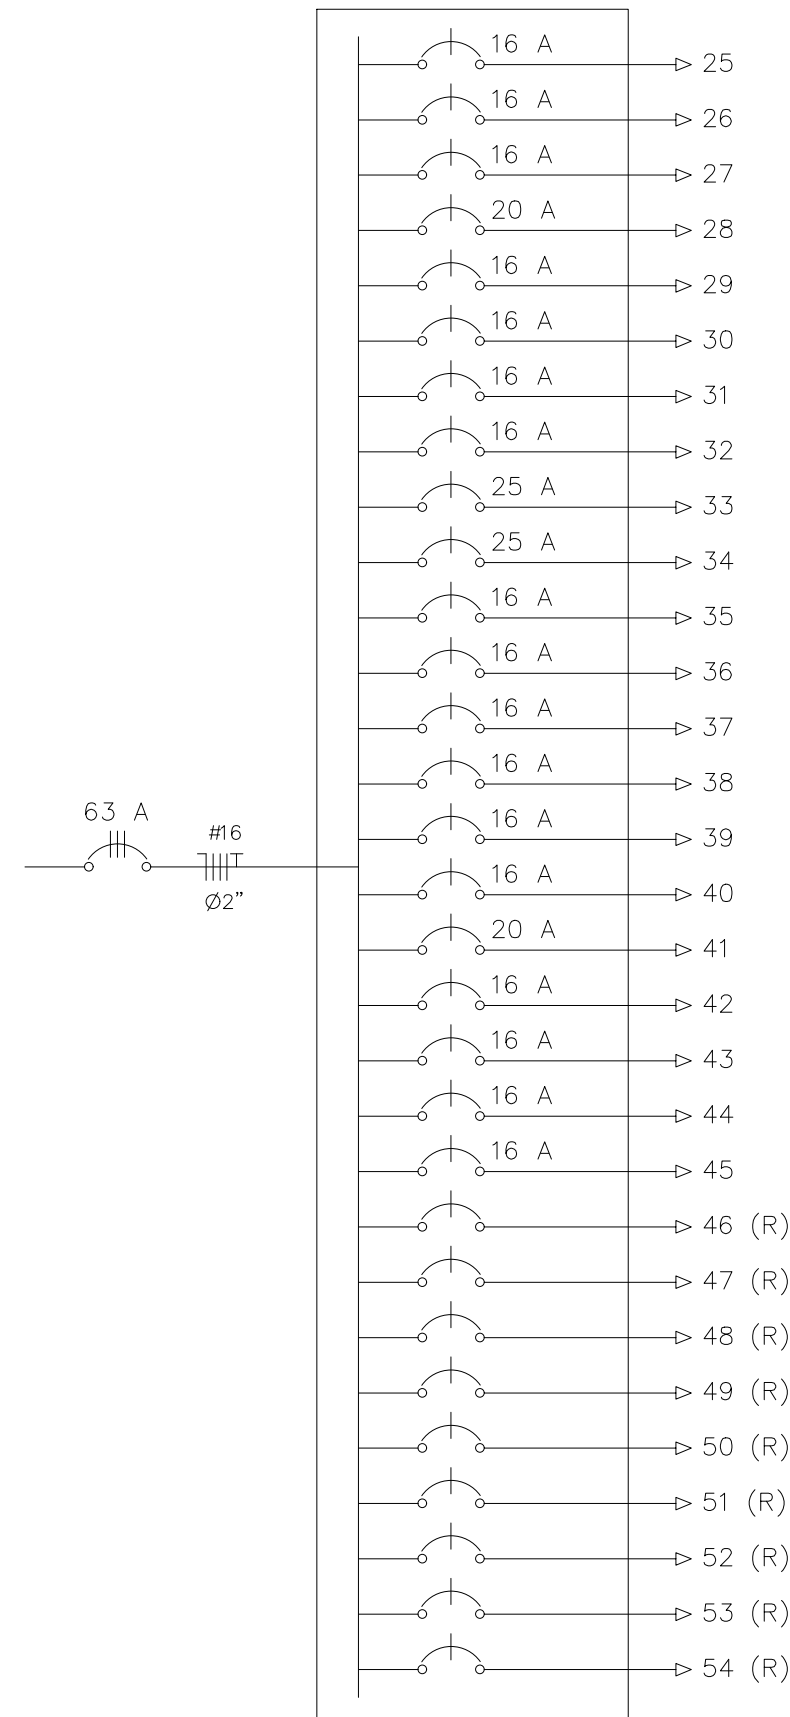 16 A
25
16 A
26
16 A
27
20 A
28
16 A
29
16 A
30
16 A
31
16 A
32
25 A
33
25 A
34
16 A
35
16 A
36
16 A
37
16 A
38
63 A
#16
Ø2”
16 A
39
16 A
40
20 A
41
16 A
42
16 A
43
16 A
44
16 A
45
46 (R)
47 (R)
48 (R)
49 (R)
50 (R)
51 (R)
52 (R)
53 (R)
54 (R)